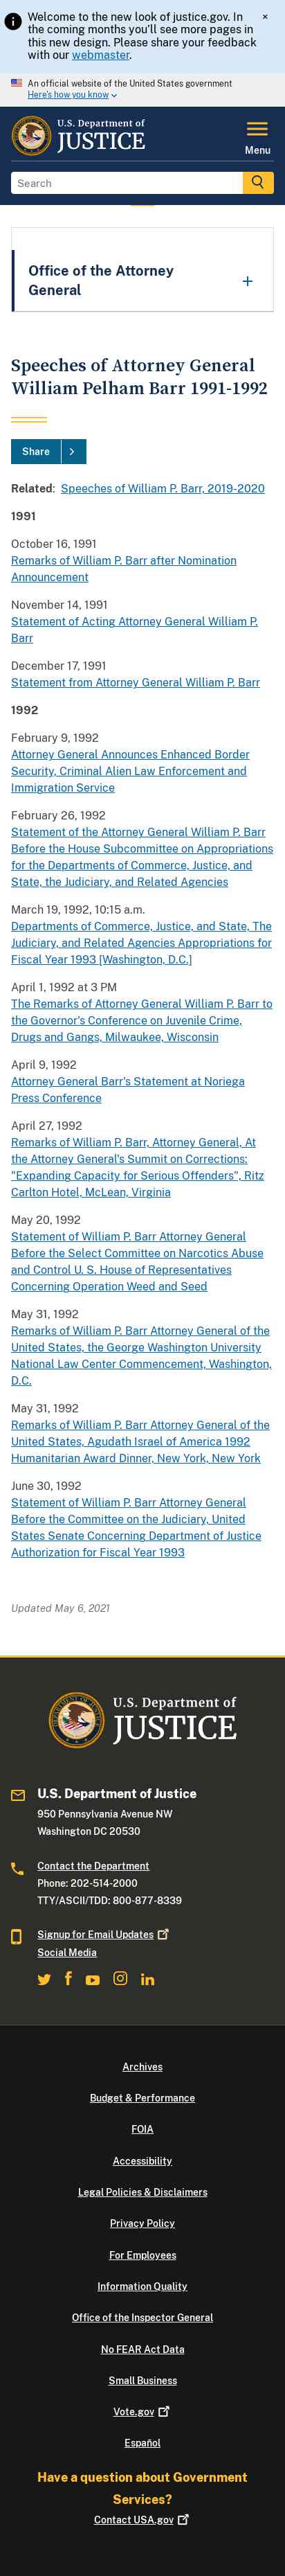 Welcome to the new look of justice.gov. In
the coming months you'll see more pages in
this new design. Please share your feedback
with our webmaster.
×
An official website of the United States government
Here's how you know
U.S. Department of
JUSTICE
Menu
Search
Office of the Attorney
General
Speeches of Attorney General
William Pelham Barr 1991-1992
Share
Related: Speeches of William P. Barr, 2019-2020
1991
October 16, 1991
Remarks of William P. Barr after Nomination
Announcement
November 14, 1991
Statement of Acting Attorney General William P.
Barr
December 17, 1991
Statement from Attorney General William P. Barr
1992
February 9, 1992
Attorney General Announces Enhanced Border
Security, Criminal Alien Law Enforcement and
Immigration Service
February 26, 1992
Statement of the Attorney General William P. Barr
Before the House Subcommittee on Appropriations
for the Departments of Commerce, Justice, and
State, the Judiciary, and Related Agencies
March 19, 1992, 10:15 a.m.
Departments of Commerce, Justice, and State, The
Judiciary, and Related Agencies Appropriations for
Fiscal Year 1993 [Washington, D.C.]
April 1, 1992 at 3 PM
The Remarks of Attorney General William P. Barr to
the Governor's Conference on Juvenile Crime,
Drugs and Gangs, Milwaukee, Wisconsin
April 9, 1992
Attorney General Barr's Statement at Noriega
Press Conference
April 27, 1992
Remarks of William P. Barr, Attorney General, At
the Attorney General's Summit on Corrections:
"Expanding Capacity for Serious Offenders", Ritz
Carlton Hotel, McLean, Virginia
May 20, 1992
Statement of William P. Barr Attorney General
Before the Select Committee on Narcotics Abuse
and Control U. S. House of Representatives
Concerning Operation Weed and Seed
May 31, 1992
Remarks of William P. Barr Attorney General of the
United States, the George Washington University
National Law Center Commencement, Washington,
D.C.
May 31, 1992
Remarks of William P. Barr Attorney General of the
United States, Agudath Israel of America 1992
Humanitarian Award Dinner, New York, New York
June 30, 1992
Statement of William P. Barr Attorney General
Before the Committee on the Judiciary, United
States Senate Concerning Department of Justice
Authorization for Fiscal Year 1993
Updated May 6, 2021
U.S. Department of
JUSTICE
U.S. Department of Justice
950 Pennsylvania Avenue NW
Washington DC 20530
Contact the Department
Phone: 202-514-2000
TTY/ASCII/TDD: 800-877-8339
Signup for Email Updates
Social Media
Archives
Budget & Performance
FOIA
Accessibility
Legal Policies & Disclaimers
Privacy Policy
For Employees
Information Quality
Office of the Inspector General
No FEAR Act Data
Small Business
Vote.gov
Español
Have a question about Government
Services?
Contact USA.gov